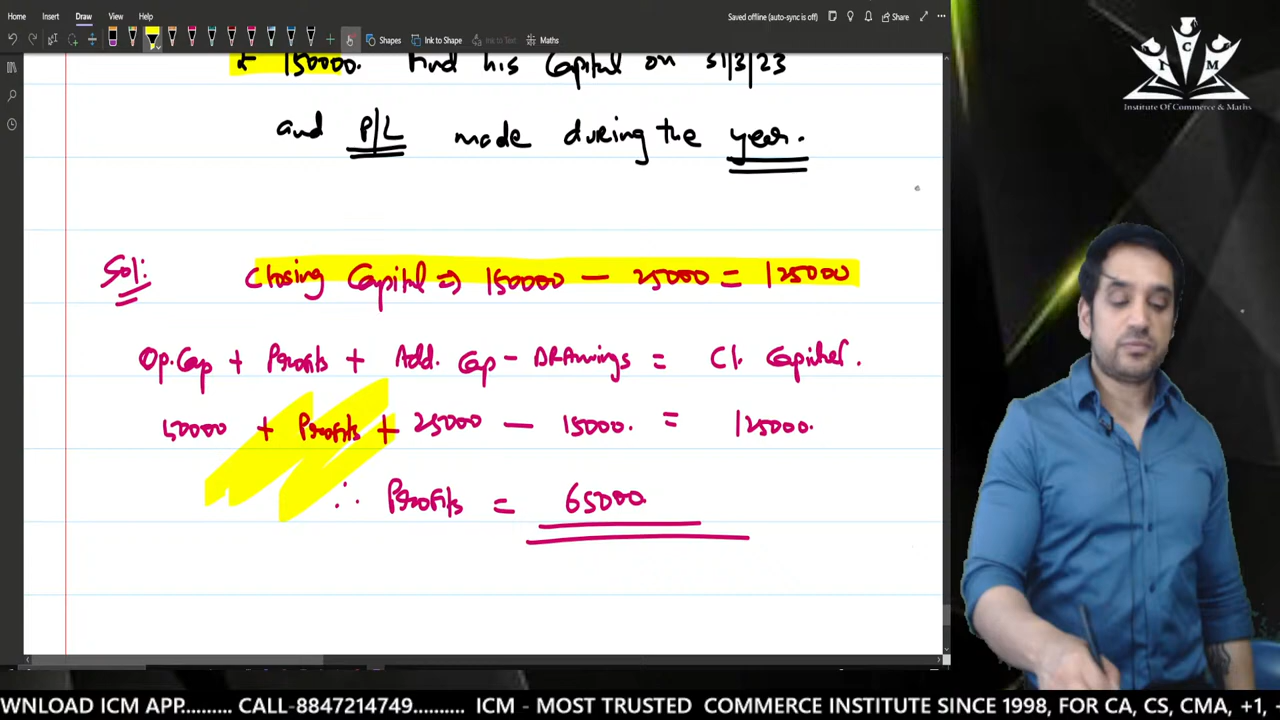 Home Insert Draw View Help
Saved offline (auto-sync is off)
Share
Shapes Ink to Shape Ink to Text Maths
₹ 150000. Find his Capital on 31/3/23
and P/L made during the year.
Sol:
Closing Capital ⇒ 150000 — 25000 = 125000
Op.Cap + Profits + Add. Cap - Drawings = Cl. Capital.
50000 + Profits + 25000 — 15000. = 125000.
∴ Profits = 65000
I C M
Institute Of Commerce & Maths
WNLOAD ICM APP......... CALL-8847214749......... ICM - MOST TRUSTED COMMERCE INSTITUTE SINCE 1998, FOR CA, CS, CMA, +1,